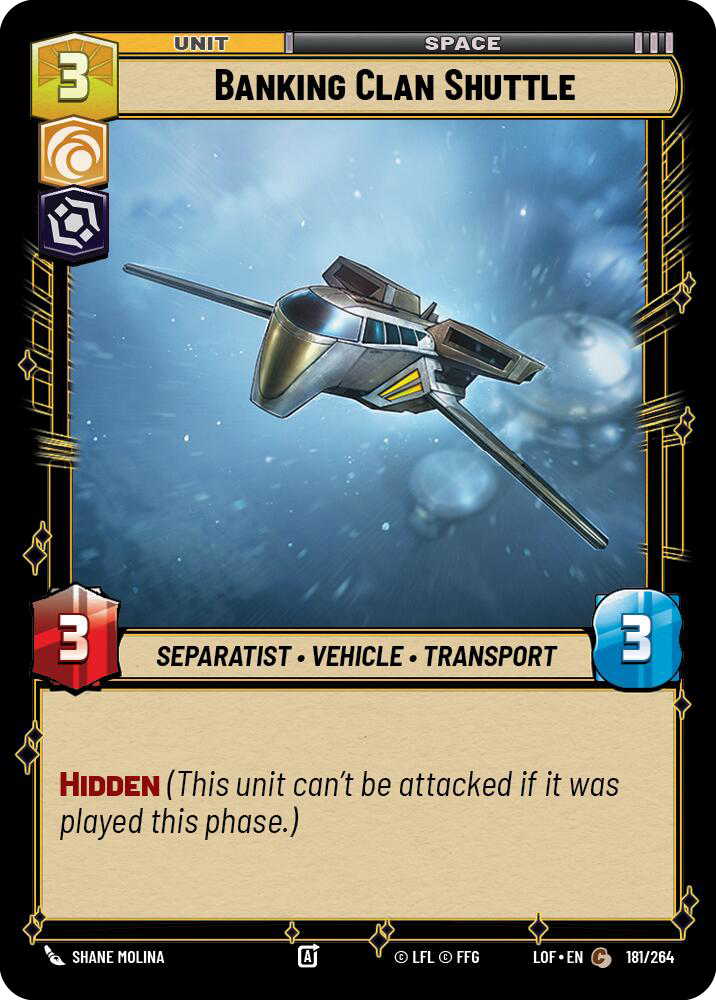 UNIT
SPACE
3
BANKING CLAN SHUTTLE
3
SEPARATIST • VEHICLE • TRANSPORT
3
HIDDEN (This unit can't be attacked if it was
played this phase.)
SHANE MOLINA
A
© LFL © FFG
LOF • EN
C
181/264